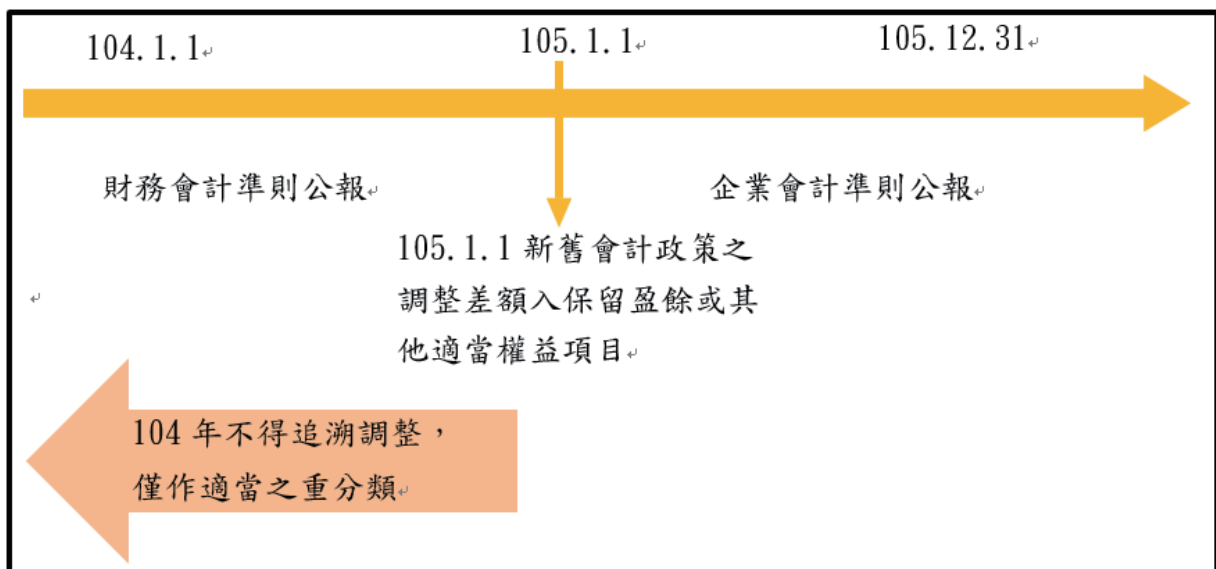 104.1.1
105.1.1
105.12.31
財務會計準則公報
企業會計準則公報
105.1.1 新舊會計政策之
調整差額入保留盈餘或其
他適當權益項目
104 年不得追溯調整，
僅作適當之重分類